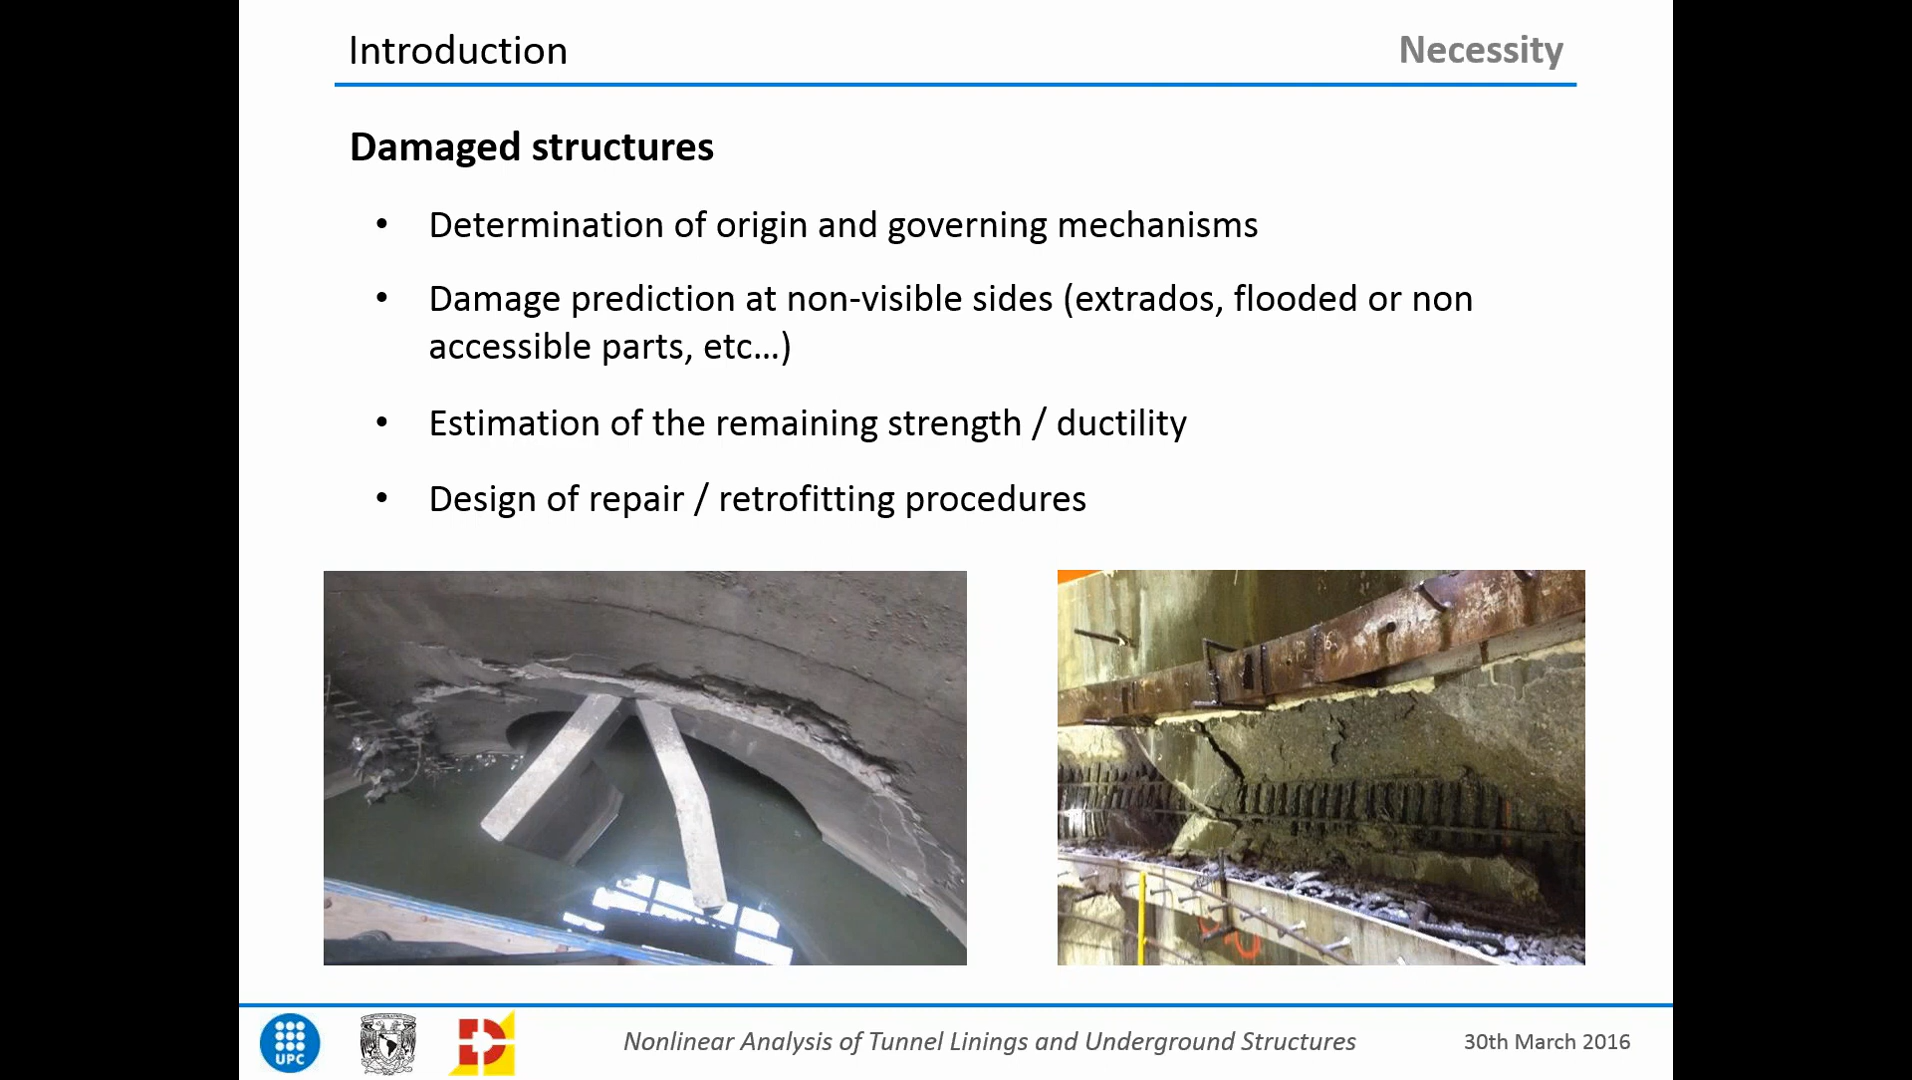 Introduction
Necessity
Damaged structures
• Determination of origin and governing mechanisms
• Damage prediction at non-visible sides (extrados, flooded or non
accessible parts, etc…)
• Estimation of the remaining strength / ductility
• Design of repair / retrofitting procedures
UPC
Nonlinear Analysis of Tunnel Linings and Underground Structures
30th March 2016